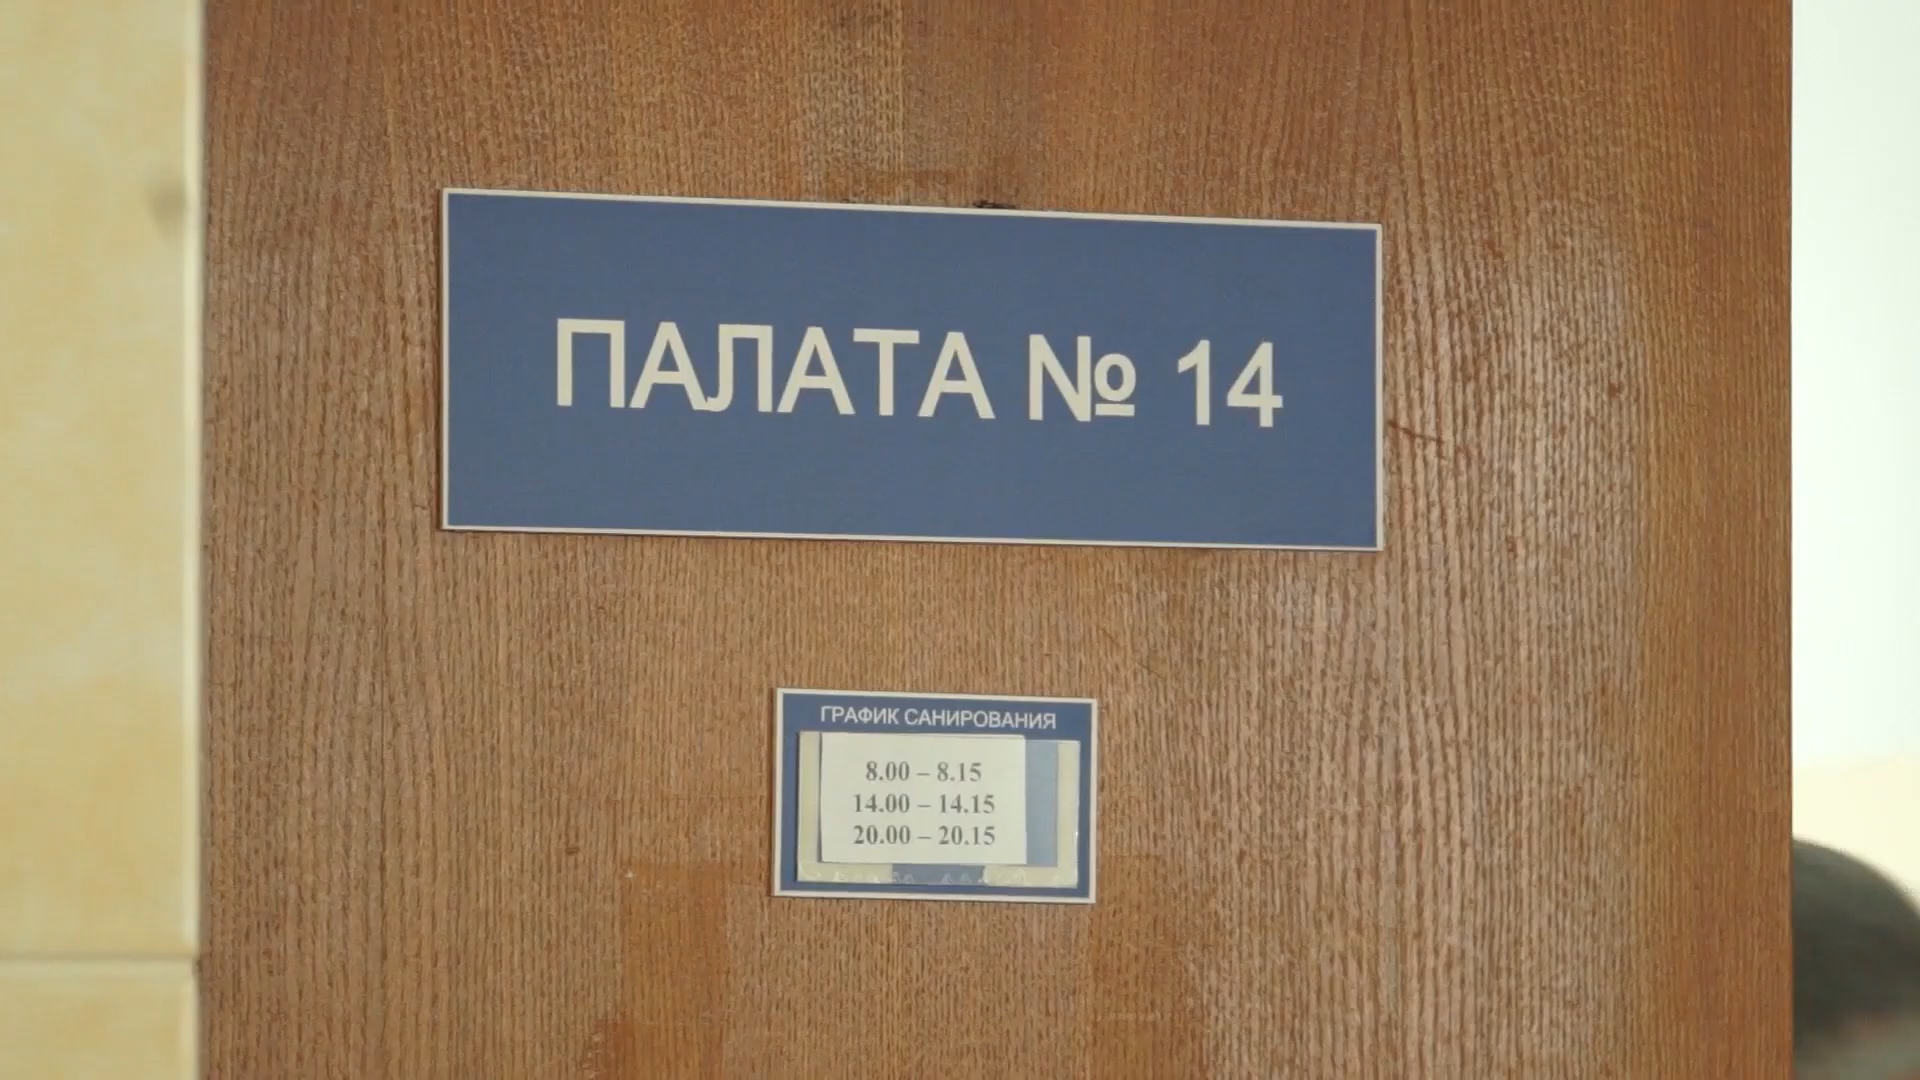 ПАЛАТА № 14
ГРАФИК САНИРОВАНИЯ
8.00 – 8.15
14.00 – 14.15
20.00 – 20.15